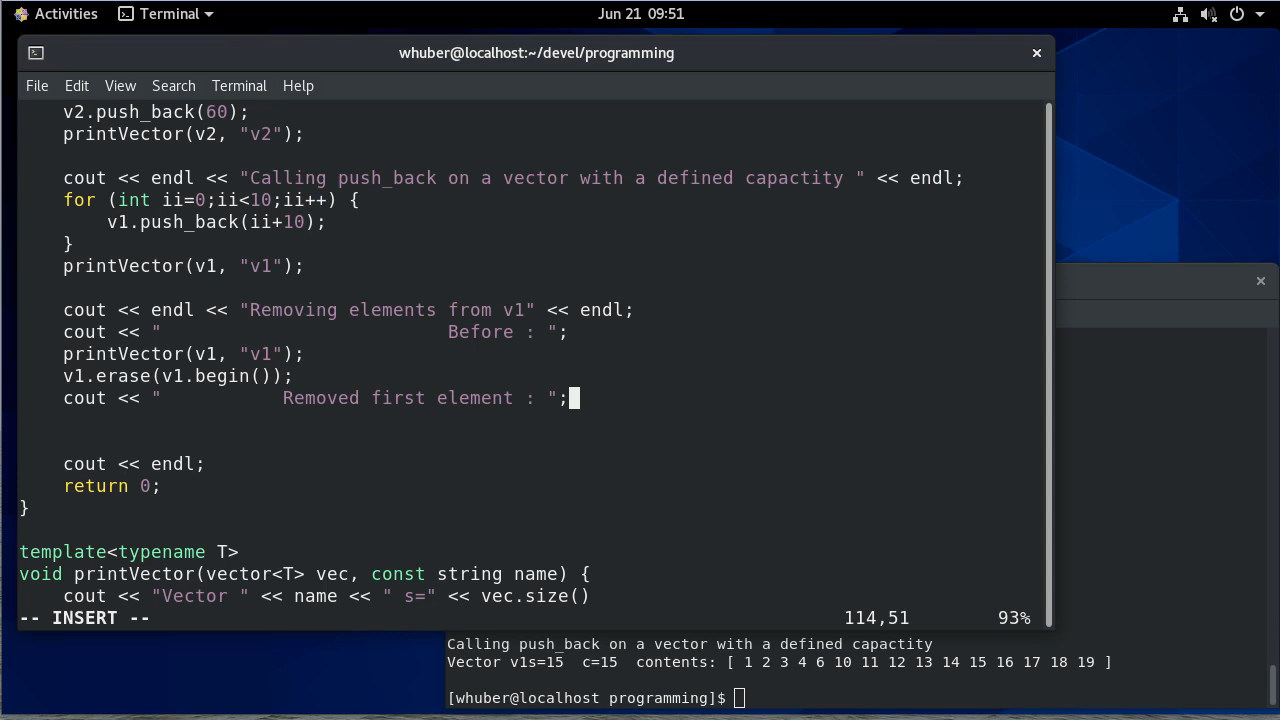 Activities Terminal Jun 21 09:51
whuber@localhost:~/devel/programming
File Edit View Search Terminal Help
    v2.push_back(60);
    printVector(v2, "v2");
    cout << endl << "Calling push_back on a vector with a defined capactity " << endl;
    for (int ii=0;ii<10;ii++) {
        v1.push_back(ii+10);
    }
    printVector(v1, "v1");
    cout << endl << "Removing elements from v1" << endl;
    cout << "                          Before : ";
    printVector(v1, "v1");
    v1.erase(v1.begin());
    cout << "           Removed first element : ";
    cout << endl;
    return 0;
}
template<typename T>
void printVector(vector<T> vec, const string name) {
    cout << "Vector " << name << " s=" << vec.size()
-- INSERT -- 114,51 93%
Calling push_back on a vector with a defined capactity
Vector v1s=15  c=15  contents: [ 1 2 3 4 6 10 11 12 13 14 15 16 17 18 19 ]
[whuber@localhost programming]$